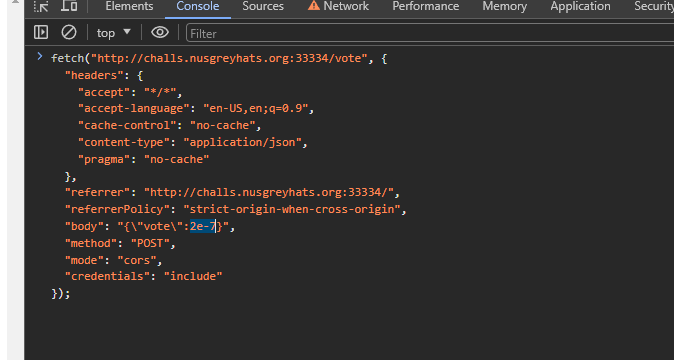 Elements Console Sources Network Performance Memory Application Security
top Filter
fetch("http://challs.nusgreyhats.org:33334/vote", {
"headers": {
"accept": "*/*",
"accept-language": "en-US,en;q=0.9",
"cache-control": "no-cache",
"content-type": "application/json",
"pragma": "no-cache"
},
"referrer": "http://challs.nusgreyhats.org:33334/",
"referrerPolicy": "strict-origin-when-cross-origin",
"body": "{\"vote\":2e-7}",
"method": "POST",
"mode": "cors",
"credentials": "include"
});